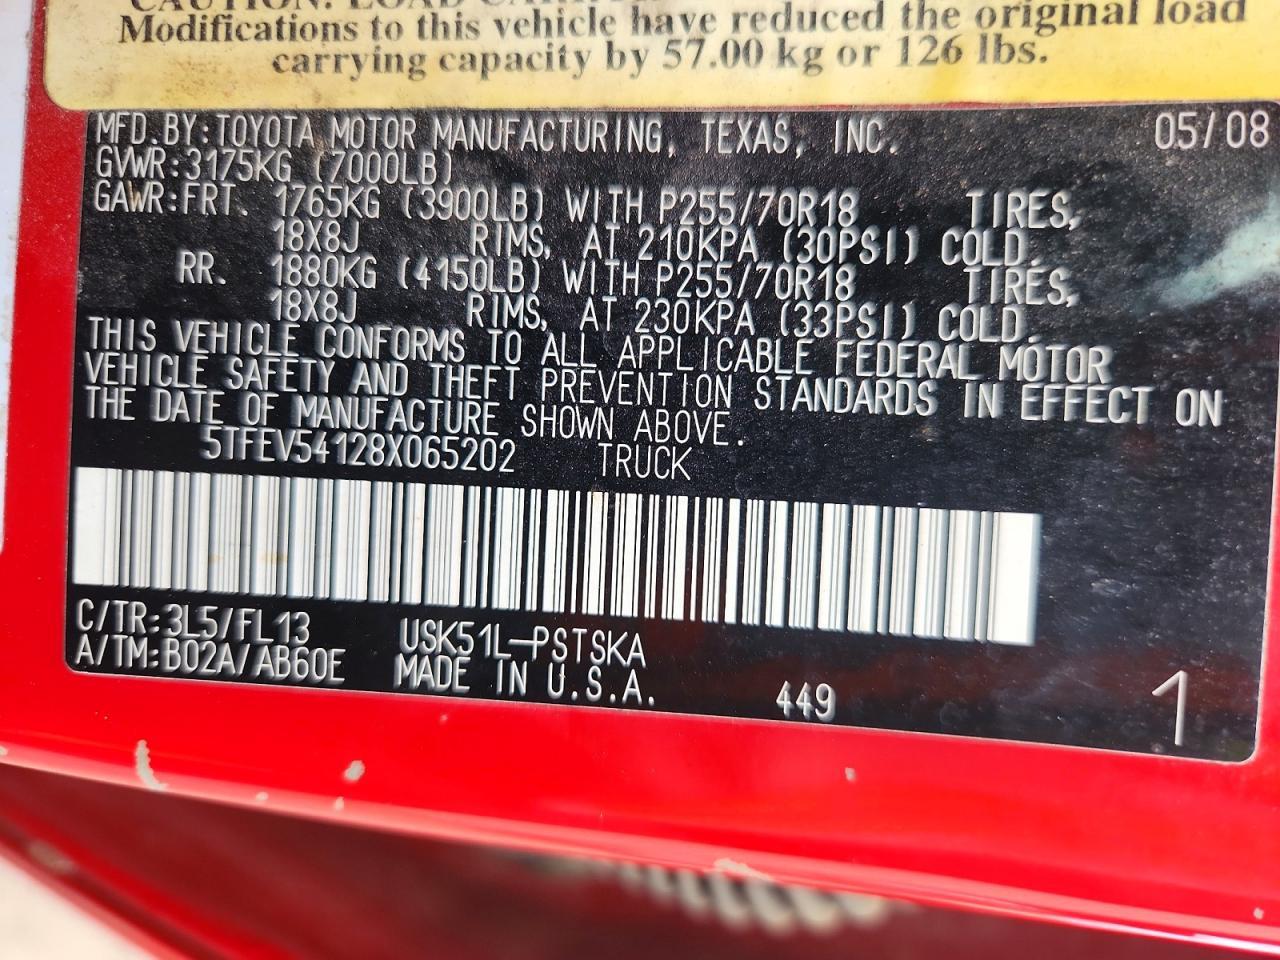 CAUTION: LOAD
Modifications to this vehicle have reduced the original load
carrying capacity by 57.00 kg or 126 lbs.
MFD.BY:TOYOTA MOTOR MANUFACTURING, TEXAS, INC. 05/08
GVWR:3175KG (7000LB)
GAWR:FRT. 1765KG (3900LB) WITH P255/70R18 TIRES,
18X8J RIMS, AT 210KPA (30PSI) COLD.
RR. 1880KG (4150LB) WITH P255/70R18 TIRES,
18X8J RIMS, AT 230KPA (33PSI) COLD.
THIS VEHICLE CONFORMS TO ALL APPLICABLE FEDERAL MOTOR
VEHICLE SAFETY AND THEFT PREVENTION STANDARDS IN EFFECT ON
THE DATE OF MANUFACTURE SHOWN ABOVE.
5TFEV54128X065202 TRUCK
C/TR:3L5/FL13 USK51L-PSTSKA
A/TM:B02A/AB60E MADE IN U.S.A. 449 1